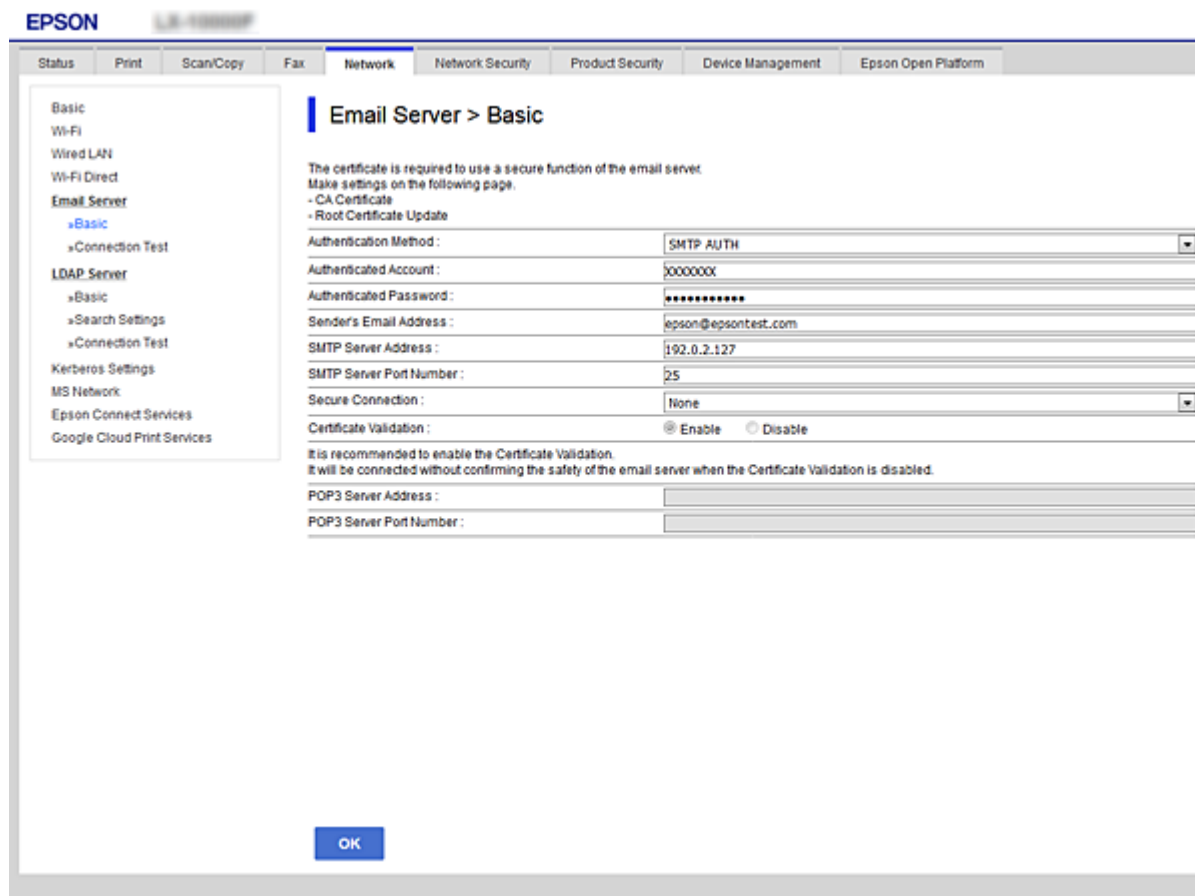 EPSON
Status Print Scan/Copy Fax Network Network Security Product Security Device Management Epson Open Platform
Basic
Wi-Fi
Wired LAN
Wi-Fi Direct
Email Server
»Basic
»Connection Test
LDAP Server
»Basic
»Search Settings
»Connection Test
Kerberos Settings
MS Network
Epson Connect Services
Google Cloud Print Services
Email Server > Basic
The certificate is required to use a secure function of the email server.
Make settings on the following page.
- CA Certificate
- Root Certificate Update
Authentication Method : SMTP AUTH
Authenticated Account : XXXXXXX
Authenticated Password : •••••••••••
Sender's Email Address : epson@epsontest.com
SMTP Server Address : 192.0.2.127
SMTP Server Port Number : 25
Secure Connection : None
Certificate Validation : Enable Disable
It is recommended to enable the Certificate Validation.
It will be connected without confirming the safety of the email server when the Certificate Validation is disabled.
POP3 Server Address :
POP3 Server Port Number :
OK